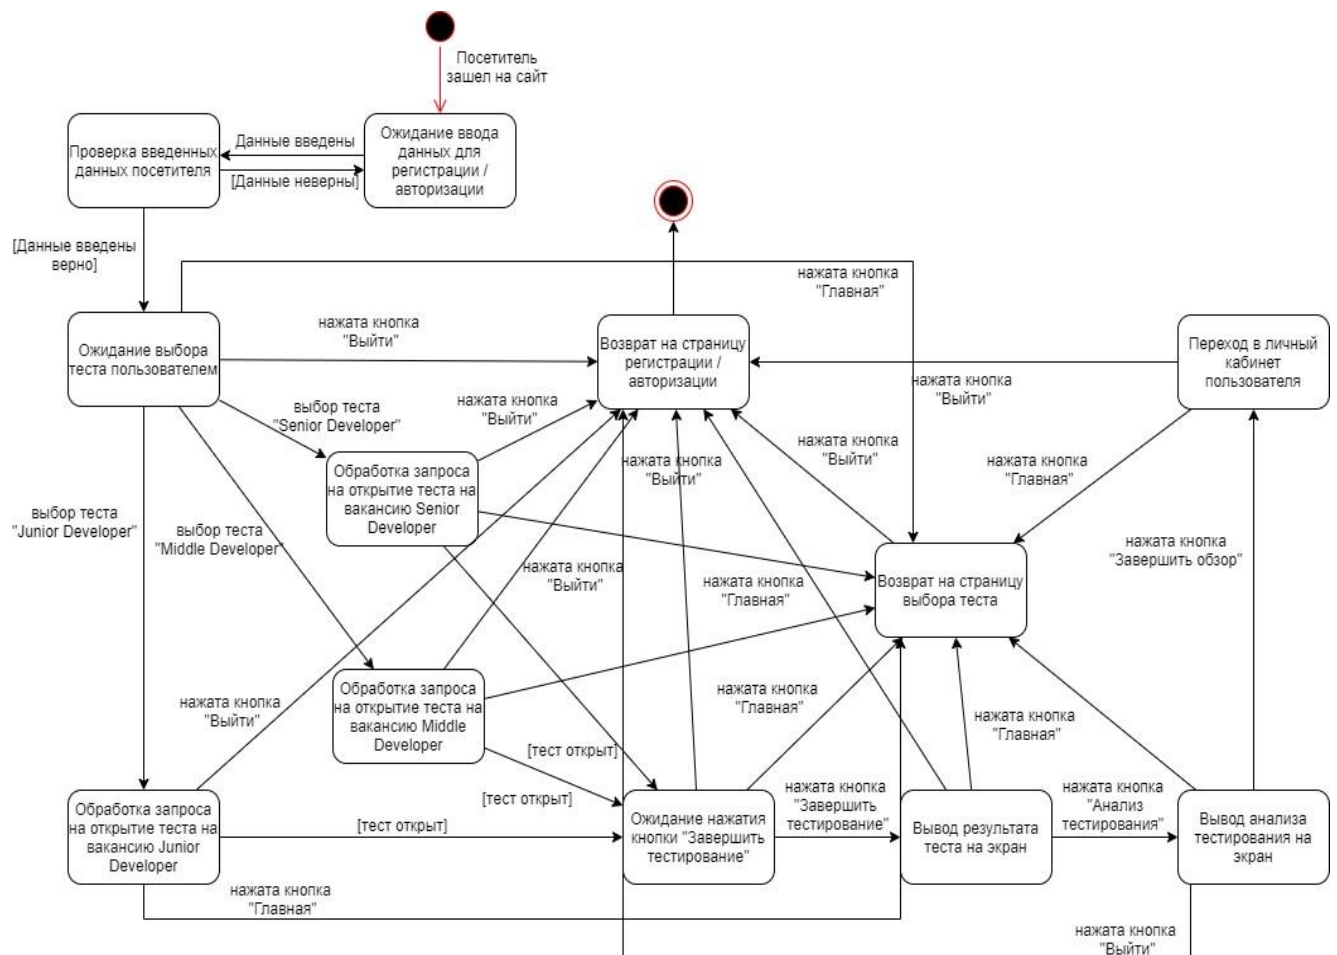 Посетитель
зашел на сайт
Проверка введенных
данных посетителя
Данные введены
[Данные неверны]
Ожидание ввода
данных для
регистрации /
авторизации
[Данные введены
верно]
нажата кнопка
"Главная"
Ожидание выбора
теста пользователем
нажата кнопка
"Выйти"
Возврат на страницу
регистрации /
авторизации
Переход в личный
кабинет
пользователя
нажата кнопка
"Выйти"
выбор теста
"Senior Developer"
нажата кнопка
"Выйти"
нажата кнопка
"Выйти"
нажата кнопка
"Выйти"
нажата кнопка
"Главная"
Обработка запроса
на открытие теста на
вакансию Senior
Developer
выбор теста
"Junior Developer"
выбор теста
"Middle Developer"
нажата кнопка
"Завершить обзор"
нажата кнопка
"Выйти"
нажата кнопка
"Главная"
Возврат на страницу
выбора теста
Обработка запроса
на открытие теста на
вакансию Middle
Developer
нажата кнопка
"Выйти"
нажата кнопка
"Главная"
нажата кнопка
"Главная"
[тест открыт]
[тест открыт]
[тест открыт]
Обработка запроса
на открытие теста на
вакансию Junior
Developer
Ожидание нажатия
кнопки "Завершить
тестирование"
нажата кнопка
"Завершить
тестирование"
Вывод результата
теста на экран
нажата кнопка
"Анализ
тестирования"
Вывод анализа
тестирования на
экран
нажата кнопка
"Главная"
нажата кнопка
"Выйти"